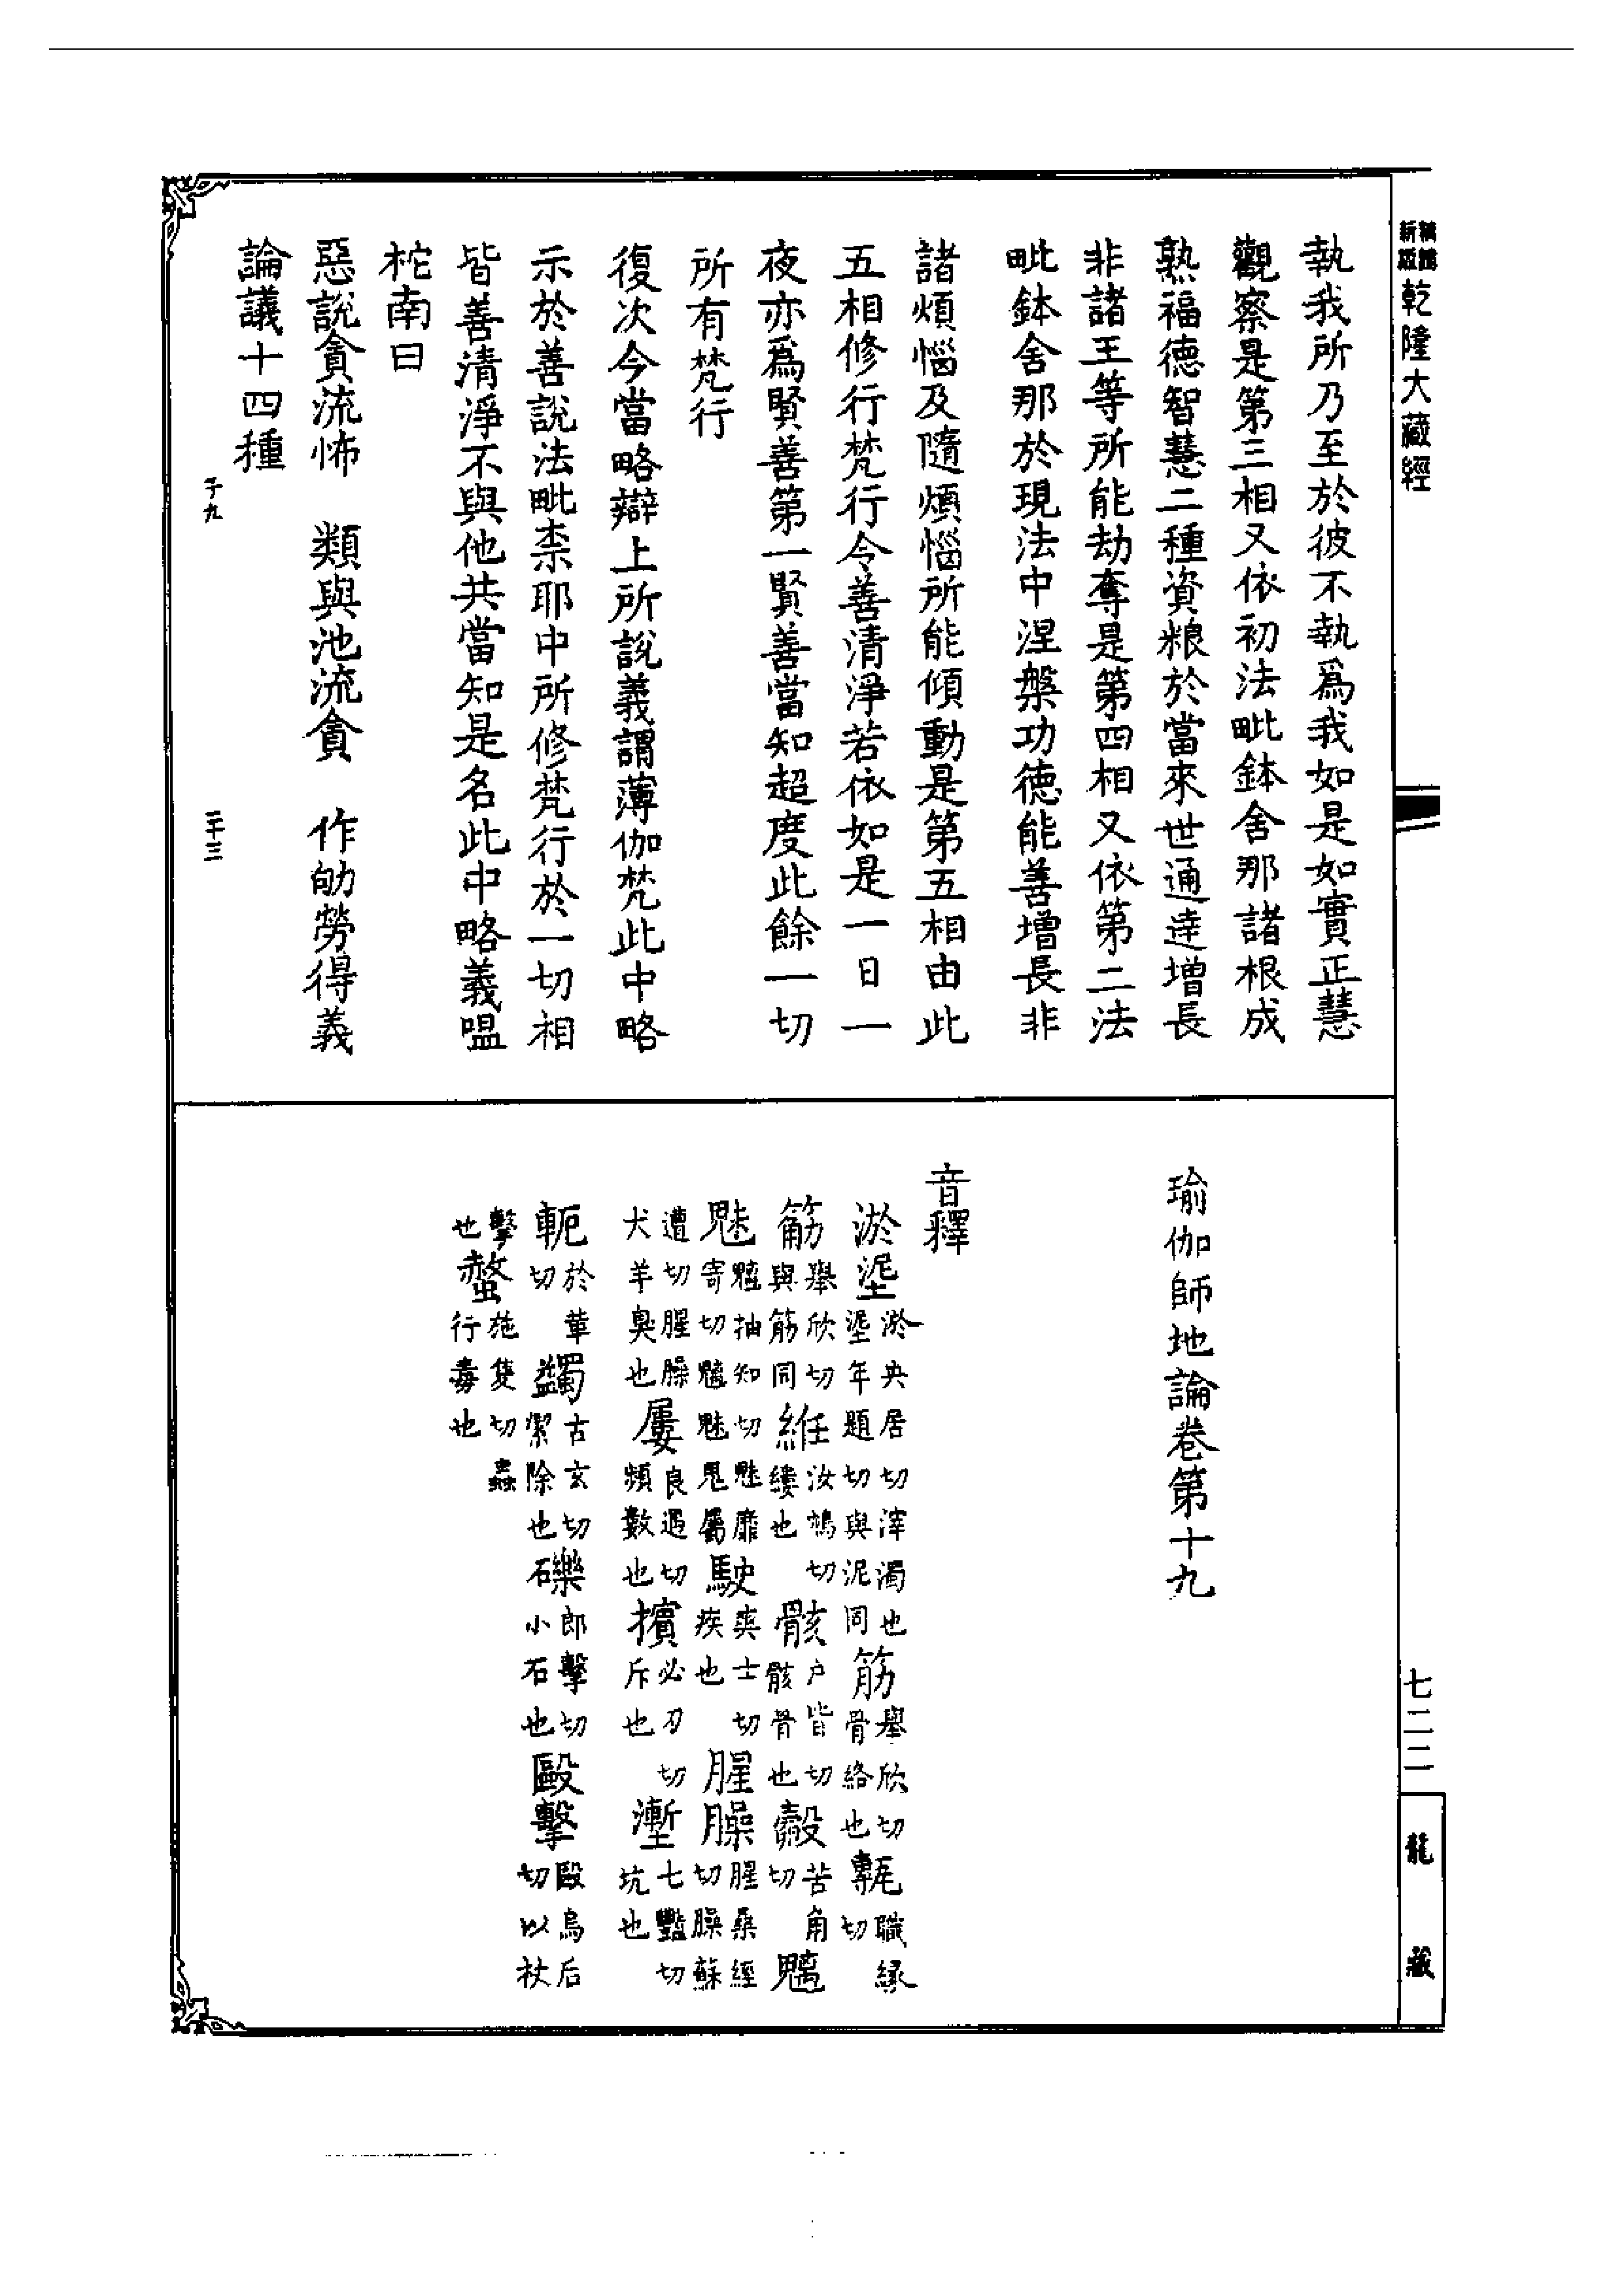 乾隆大藏經
執我所乃至於彼不執爲我如是如實正慧
觀察是第三相又依初法毗鉢舍那諸根成
熟福德智慧二種資粮於當來世通達增長
非諸王等所能劫奪是第四相又依第二法
毗鉢舍那於現法中涅槃功德能善增長非
諸煩惱及隨煩惱所能傾動是第五相由此
五相修行梵行令善清淨若依如是一日一
夜亦爲賢善第一賢善當知超度此餘一切
所有梵行
復次今當略辯上所說義謂薄伽梵此中略
示於善說法毗柰耶中所修梵行於一切相
皆善清淨不與他共當知是名此中略義嗢
柁南曰
惡說貪流怖　類與池流貪　作劬勞得義
論議十四種
子九
二十三
瑜伽師地論卷第十九
音釋
淤埿淤央居切滓濁也埿年題切與泥同筋舉欣切骨絡也甎職緣切
筋舉欣切與筋同絍汝鴆切縷也骸户皆切骸骨也㲉苦角切魑
魅魑抽知切魅靡寄切魑魅鬼屬駛爽士切疾也腥臊腥桑經切臊蘇
遭切腥臊犬羊臭也屢良遇切頻數也擯必刃切斥也塹七豔切坑也
軛於革切蠲古玄切潔除也礫郎擊切小石也毆擊毆烏后切以杖
擊也螫施隻切蟲行毒也
七二二
龍藏